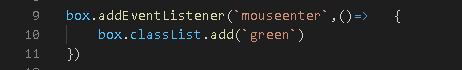 9 box.addEventListener(`mouseenter`,()=> {
10 box.classList.add(`green`)
11 })